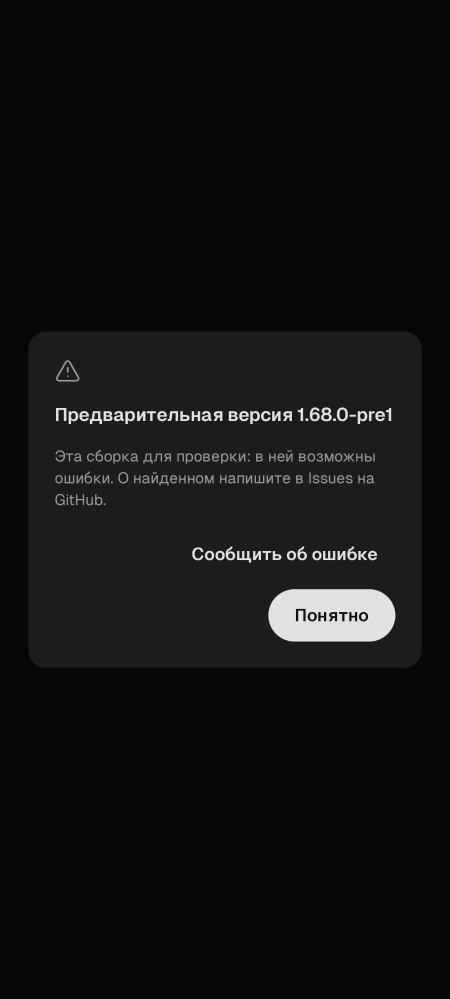 Предварительная версия 1.68.0-pre1
Эта сборка для проверки: в ней возможны
ошибки. О найденном напишите в Issues на
GitHub.
Сообщить об ошибке
Понятно